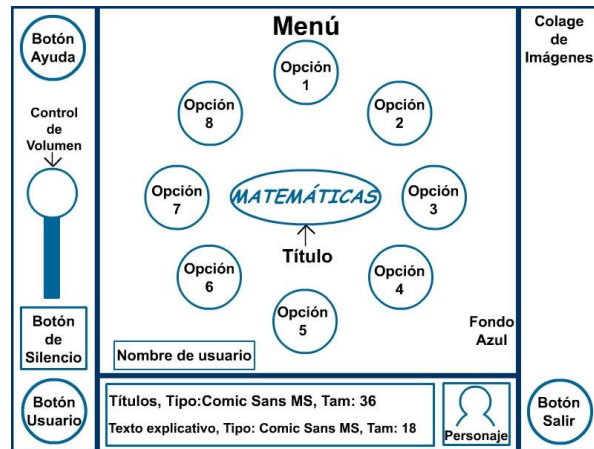 Botón
Ayuda
Control
de
Volumen
Botón
de
Silencio
Botón
Usuario
Menú
Opción
1
Opción
2
Opción
3
Opción
4
Opción
5
Opción
6
Opción
7
Opción
8
MATEMÁTICAS
Título
Nombre de usuario
Fondo
Azul
Títulos, Tipo:Comic Sans MS, Tam: 36
Texto explicativo, Tipo: Comic Sans MS, Tam: 18
Personaje
Colage
de
Imágenes
Botón
Salir